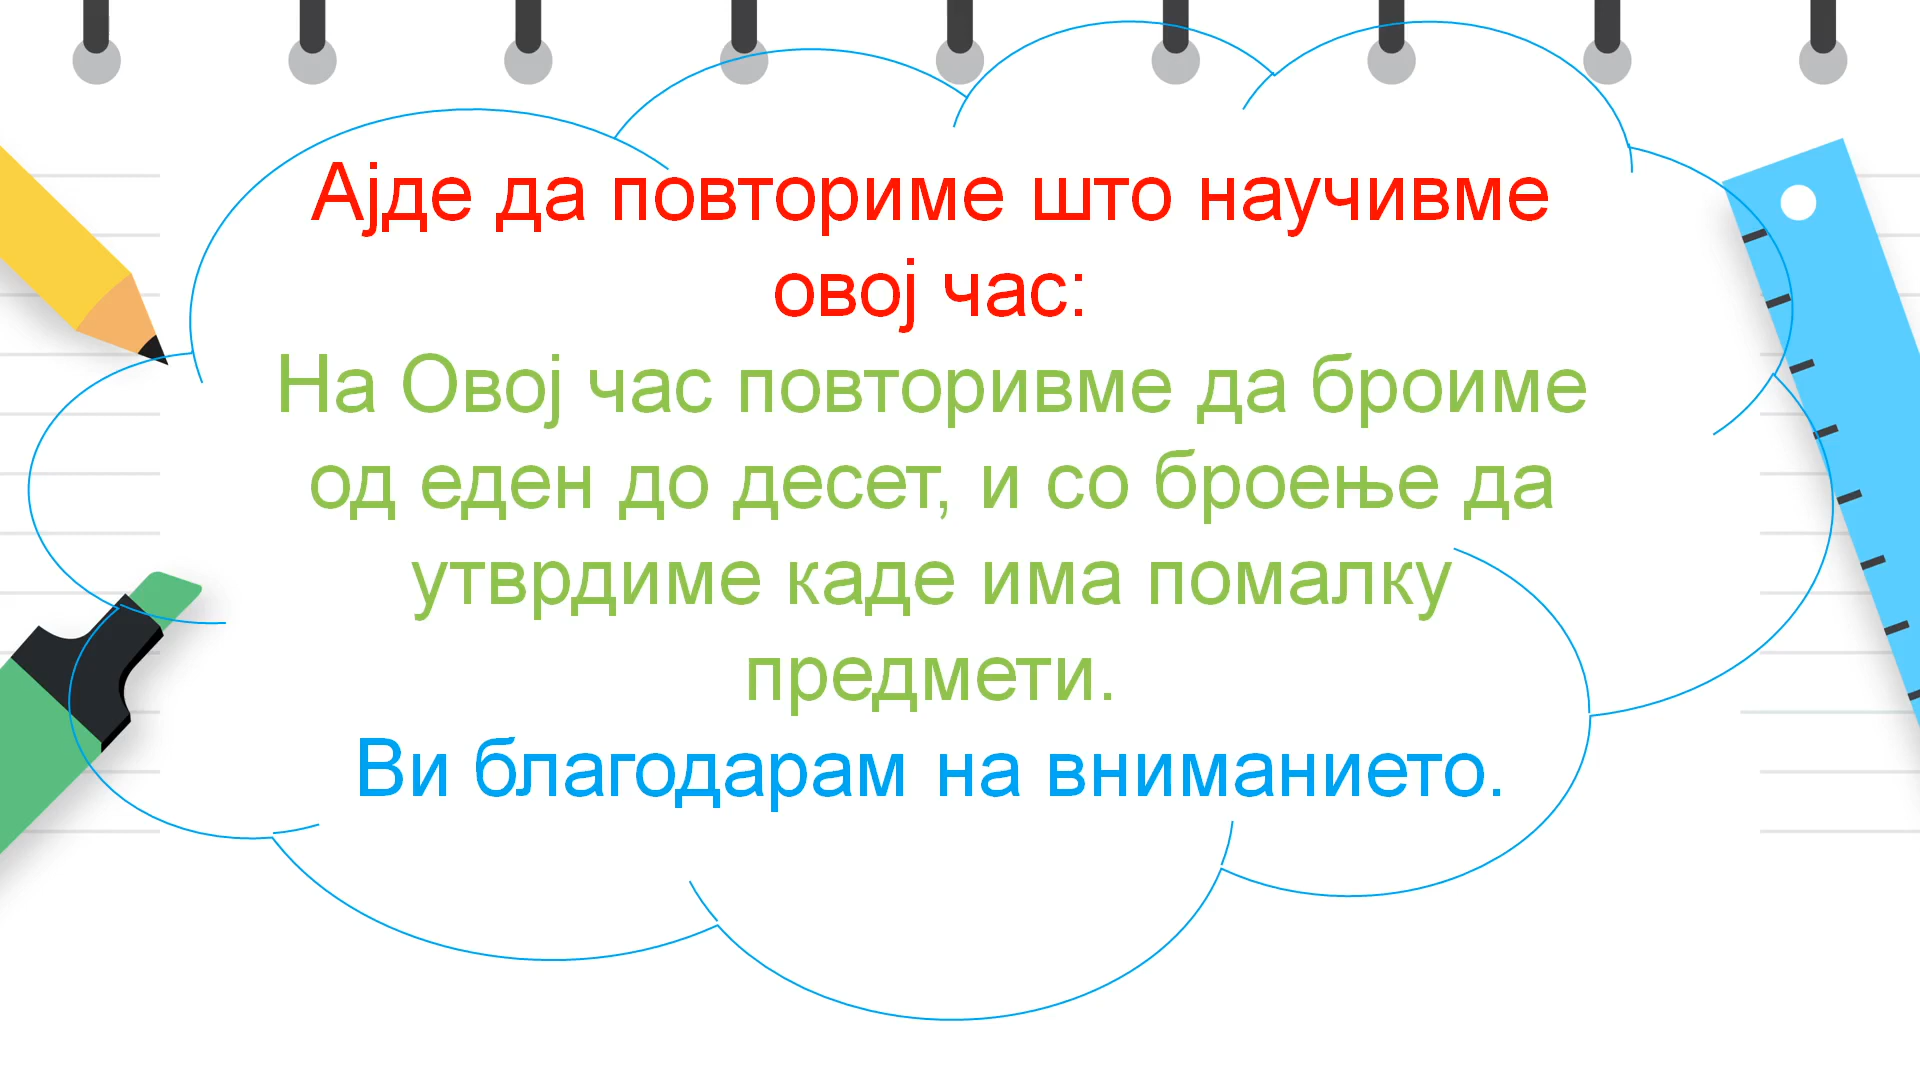 Ајде да повториме што научивме
овој час:
На Овој час повторивме да броиме
од еден до десет, и со броење да
утврдиме каде има помалку
предмети.
Ви благодарам на вниманието.